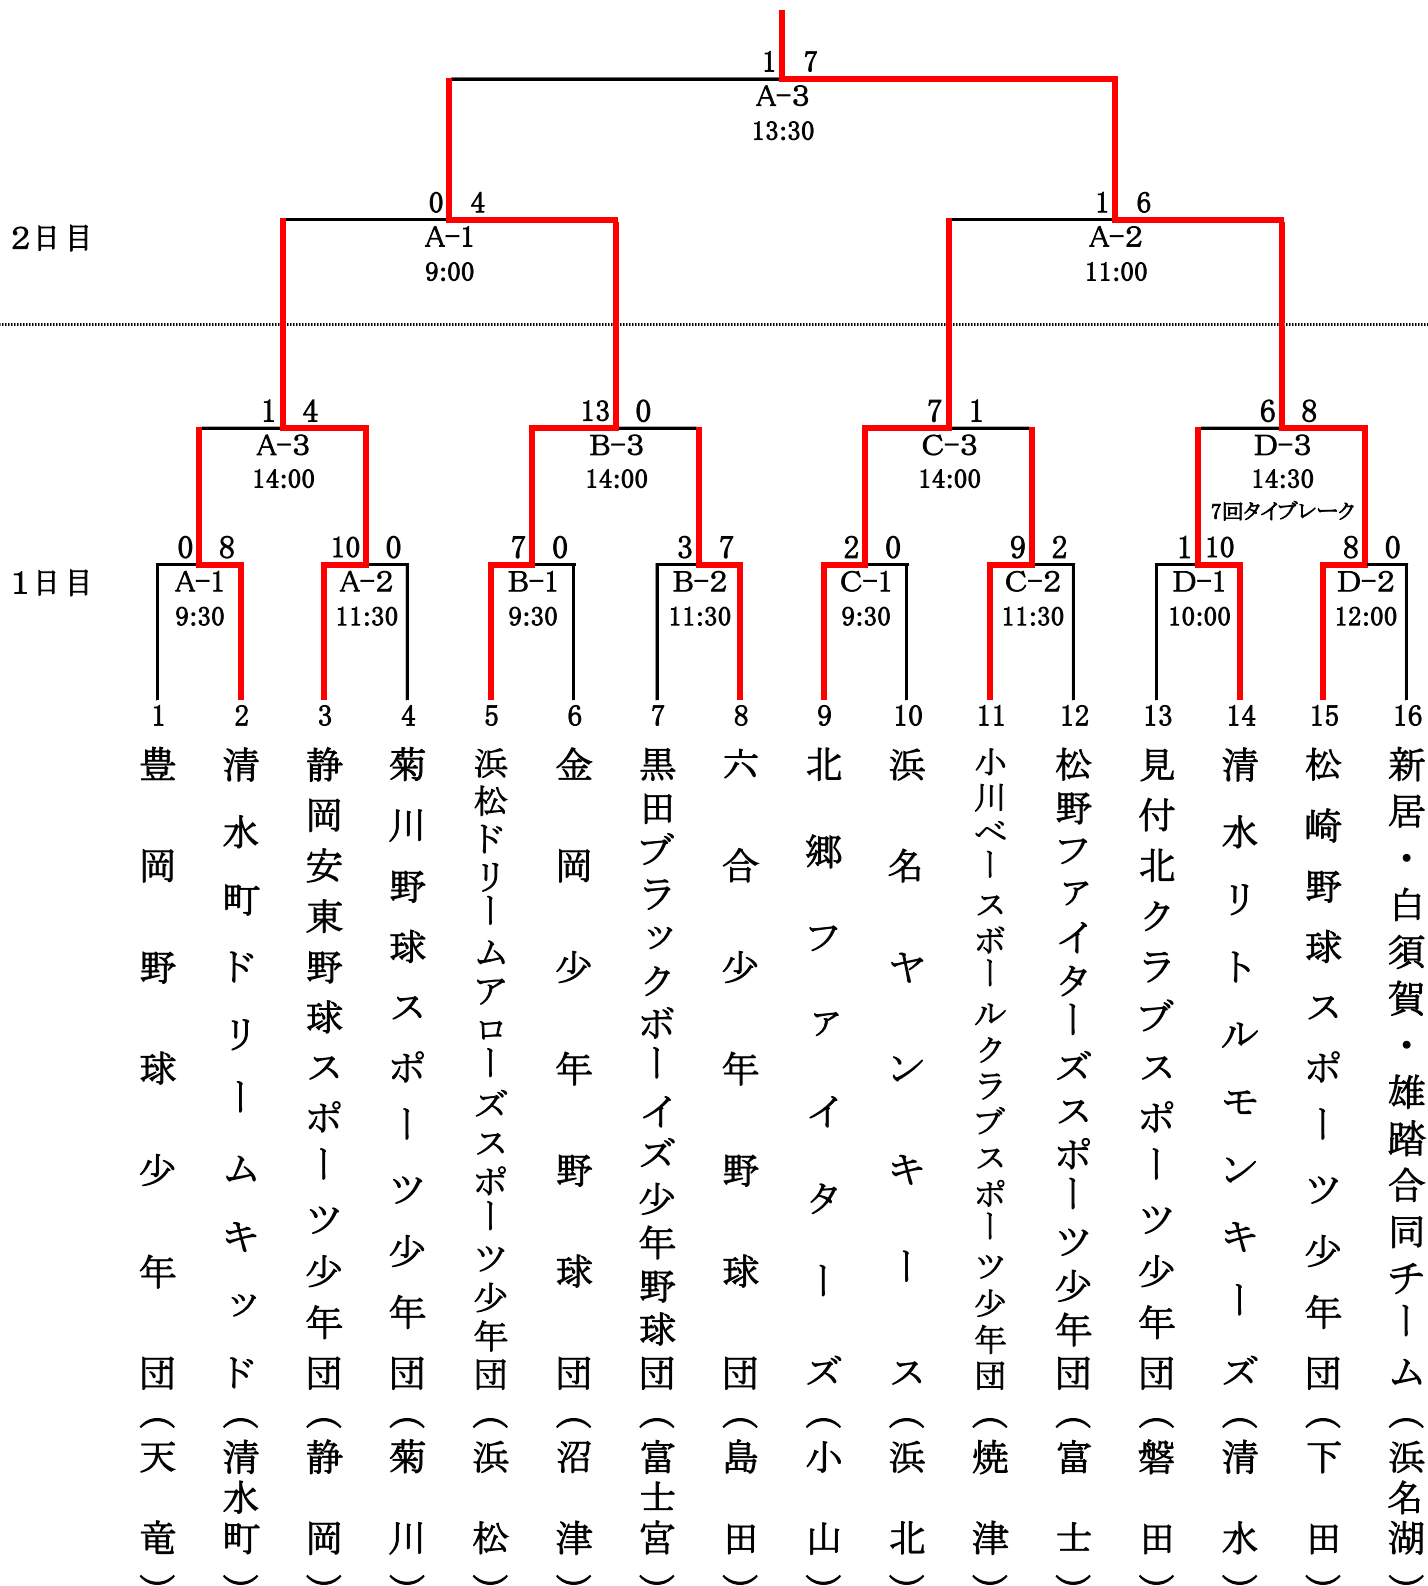 1 7
A-3
13:30
0 4
1 6
2日目
A-1
A-2
9:00
11:00
1 4
13 0
7 1
6 8
A-3
B-3
C-3
D-3
14:00
14:00
14:00
14:30
7回タイブレーク
0 8
10 0
7 0
3 7
2 0
9 2
1 10
8 0
1日目
A-1
A-2
B-1
B-2
C-1
C-2
D-1
D-2
9:30
11:30
9:30
11:30
9:30
11:30
10:00
12:00
1
豊岡野球少年団(天竜)
2
清水町ドリームキッド(清水町)
3
静岡安東野球スポーツ少年団(静岡)
4
菊川野球スポーツ少年団(菊川)
5
浜松ドリームアローズスポーツ少年団(浜松)
6
金岡少年野球団(沼津)
7
黒田ブラックボーイズ少年野球団(富士宮)
8
六合少年野球団(島田)
9
北郷ファイターズ(小山)
10
浜名ヤンキース(浜北)
11
小川ベースボールクラブスポーツ少年団(焼津)
12
松野ファイターズスポーツ少年団(富士)
13
見付北クラブスポーツ少年団(磐田)
14
清水リトルモンキーズ(清水)
15
松崎野球スポーツ少年団(下田)
16
新居・白須賀・雄踏合同チーム(浜名湖)